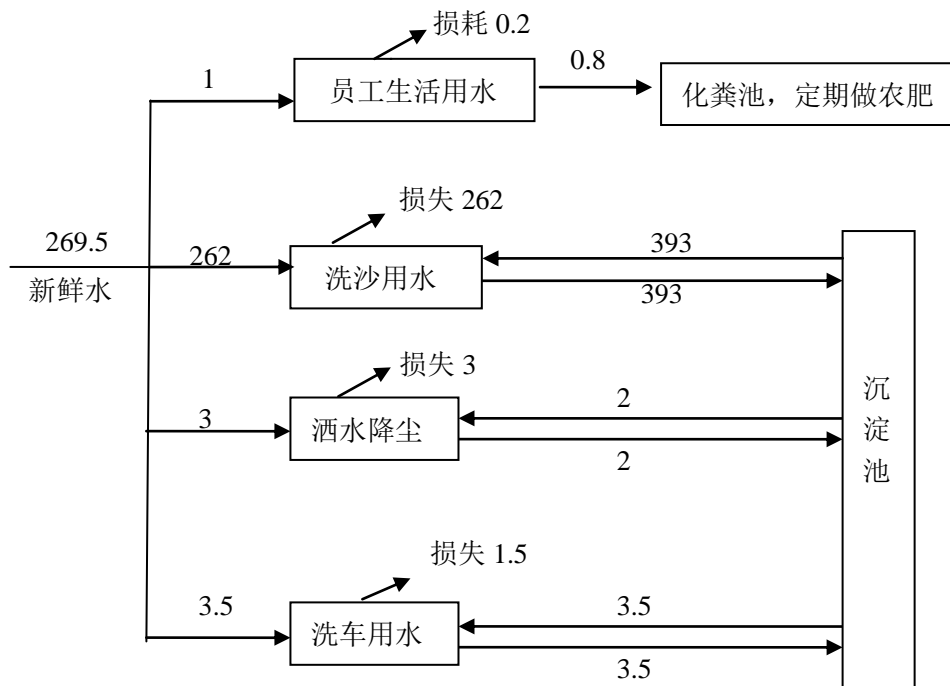 损耗 0.2
1
员工生活用水
0.8
化粪池，定期做农肥
损失 262
269.5
新鲜水
262
洗沙用水
393
393
损失 3
3
洒水降尘
2
2
沉淀池
损失 1.5
3.5
洗车用水
3.5
3.5